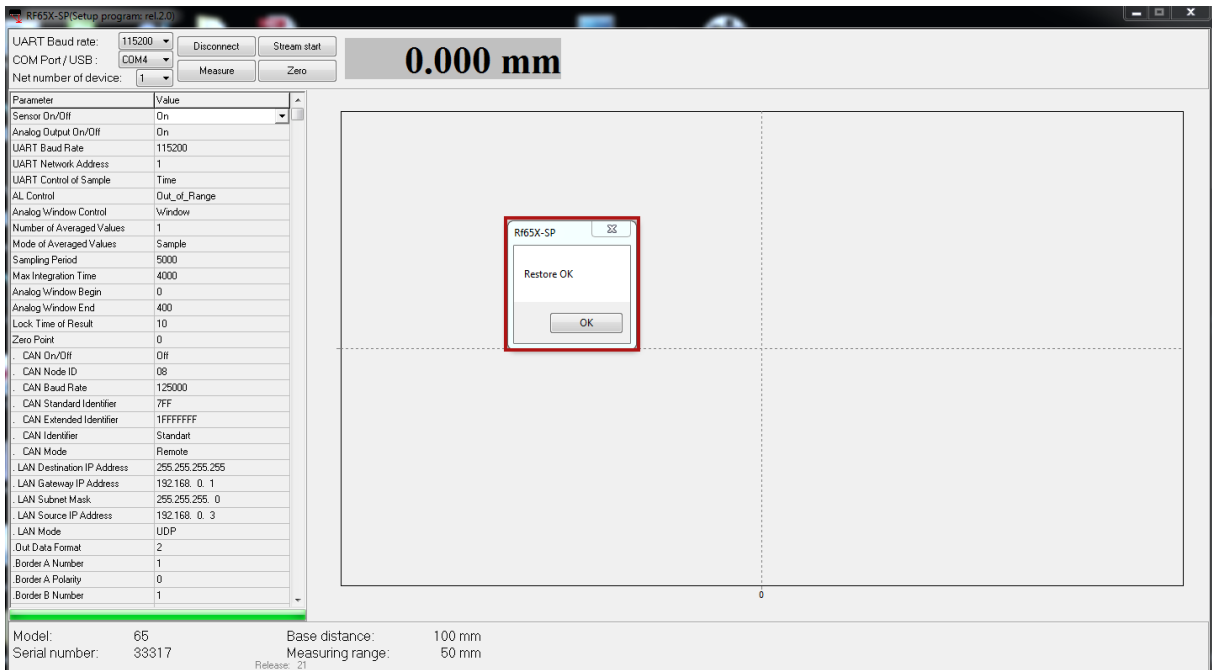 RF65X-SP(Setup program: rel.2.0)
UART Baud rate: 115200 Disconnect Stream start
COM Port / USB : COM4
Net number of device: 1 Measure Zero
0.000 mm
Parameter Value
Sensor On/Off On
Analog Output On/Off On
UART Baud Rate 115200
UART Network Address 1
UART Control of Sample Time
AL Control Out_of_Range
Analog Window Control Window
Number of Averaged Values 1
Mode of Averaged Values Sample
Sampling Period 5000
Max Integration Time 4000
Analog Window Begin 0
Analog Window End 400
Lock Time of Result 10
Zero Point 0
. CAN On/Off Off
. CAN Node ID 08
. CAN Baud Rate 125000
. CAN Standard Identifier 7FF
. CAN Extended Identifier 1FFFFFFF
. CAN Identifier Standart
. CAN Mode Remote
. LAN Destination IP Address 255.255.255.255
. LAN Gateway IP Address 192.168. 0. 1
. LAN Subnet Mask 255.255.255. 0
. LAN Source IP Address 192.168. 0. 3
. LAN Mode UDP
.Out Data Format 2
.Border A Number 1
.Border A Polarity 0
.Border B Number 1
Rf65X-SP
Restore OK
OK
0
Model: 65 Base distance: 100 mm
Serial number: 33317 Measuring range: 50 mm
Release: 21